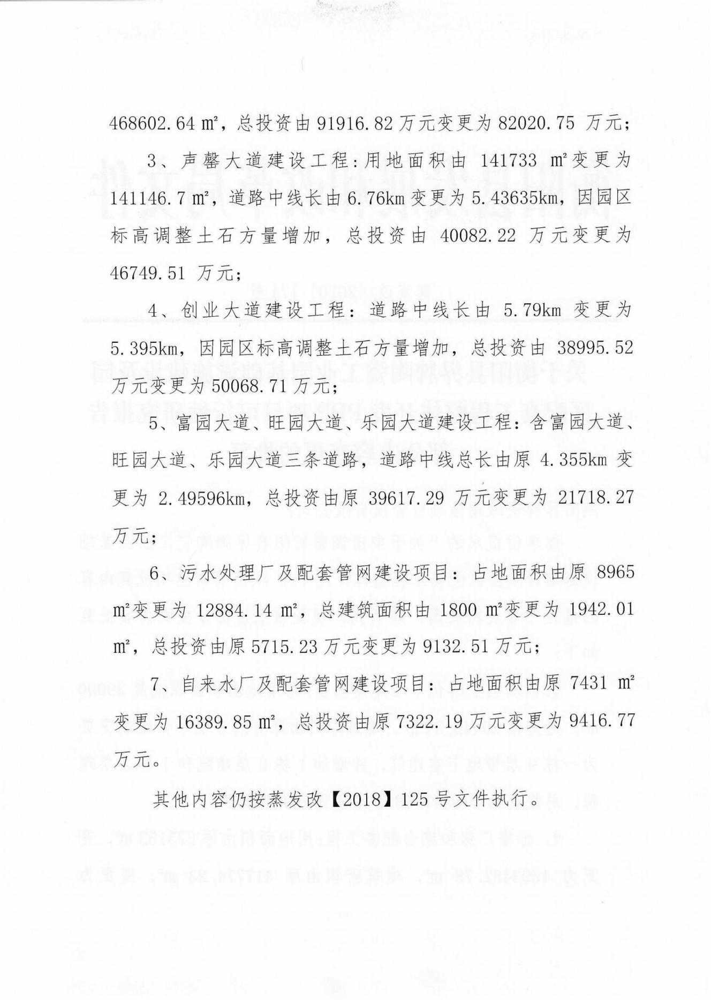 468602.64 ㎡，总投资由 91916.82 万元变更为 82020.75 万元；
3、声罄大道建设工程：用地面积由 141733 ㎡变更为
141146.7 ㎡，道路中线长由 6.76km 变更为 5.43635km，因园区
标高调整土石方量增加，总投资由 40082.22 万元变更为
46749.51 万元；
4、创业大道建设工程：道路中线长由 5.79km 变更为
5.395km，因园区标高调整土石方量增加，总投资由 38995.52
万元变更为 50068.71 万元；
5、富园大道、旺园大道、乐园大道建设工程：含富园大道、
旺园大道、乐园大道三条道路，道路中线总长由原 4.355km 变
更为 2.49596km，总投资由原 39617.29 万元变更为 21718.27
万元；
6、污水处理厂及配套管网建设项目：占地面积由原 8965
㎡变更为 12884.14 ㎡，总建筑面积由 1800 ㎡变更为 1942.01
㎡，总投资由原 5715.23 万元变更为 9132.51 万元；
7、自来水厂及配套管网建设项目：占地面积由原 7431 ㎡
变更为 16389.85 ㎡，总投资由原 7322.19 万元变更为 9416.77
万元。
其他内容仍按蒸发改【2018】125 号文件执行。